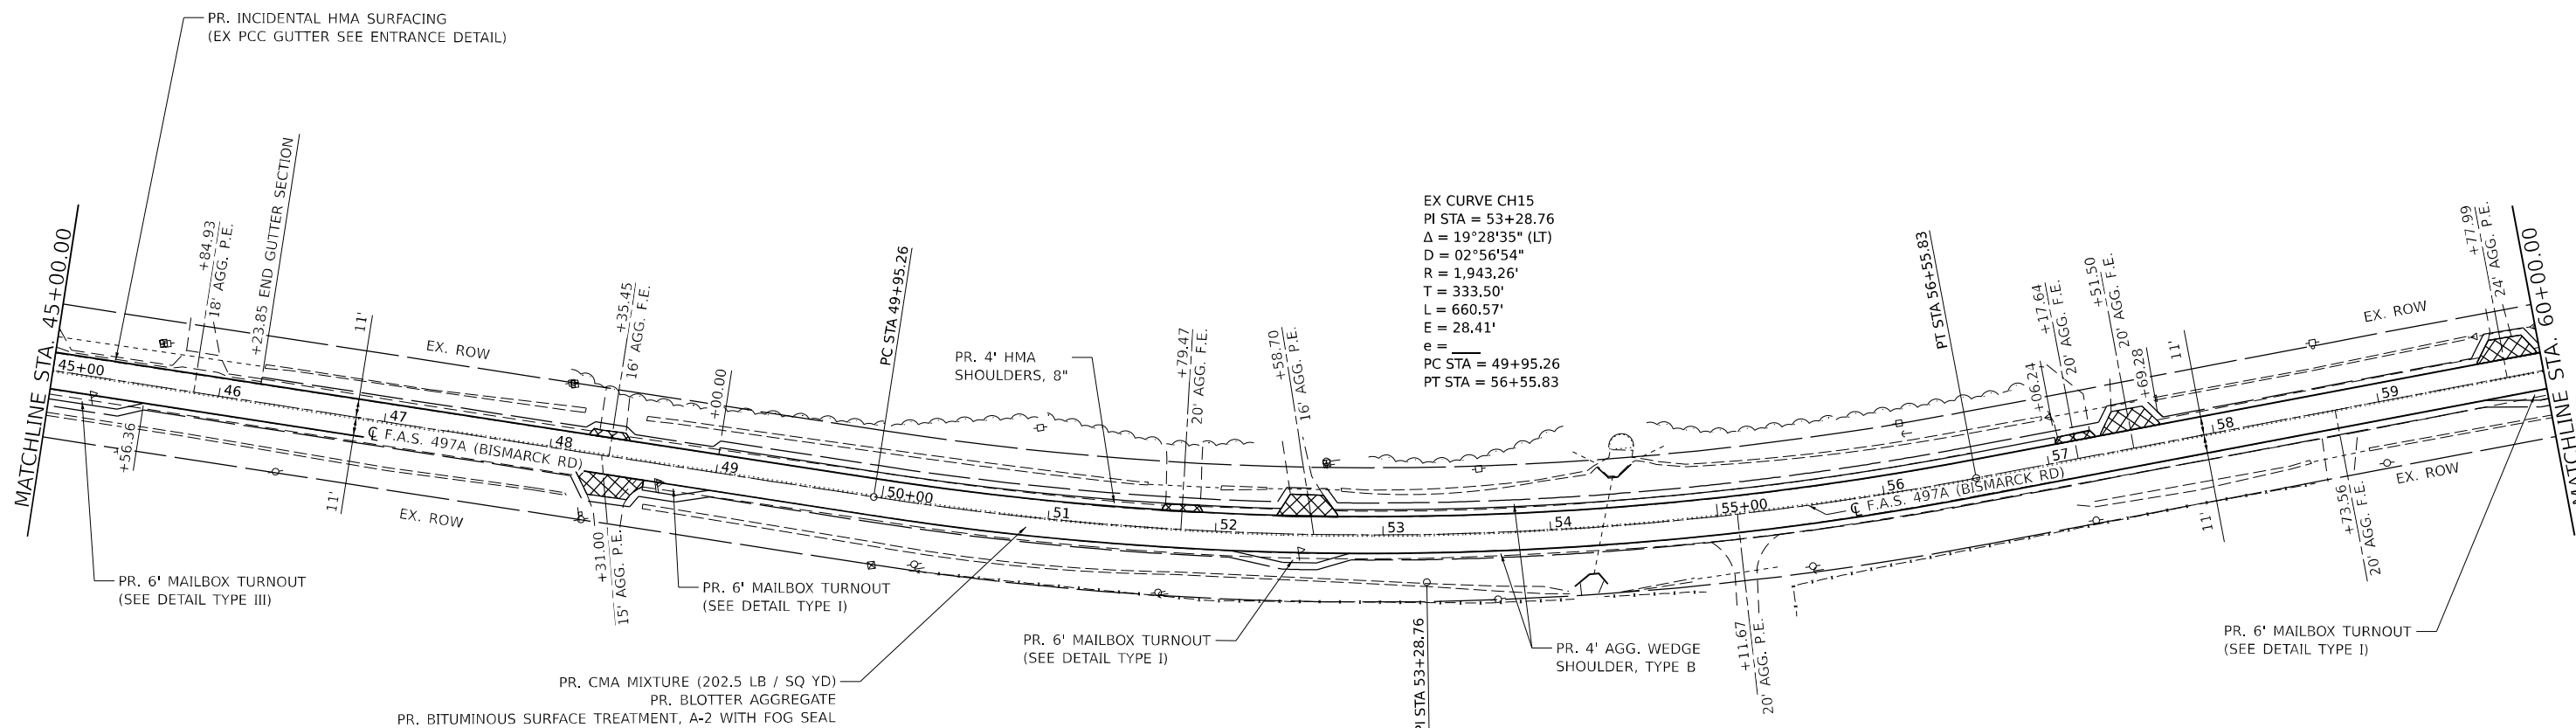 PR. INCIDENTAL HMA SURFACING
(EX PCC GUTTER SEE ENTRANCE DETAIL)
MATCHLINE STA. 45+00.00
+84.93
18' AGG. P.E.
+23.85 END GUTTER SECTION
11'
EX. ROW
+35.45
16' AGG. F.E.
+00.00
PC STA 49+95.26
PR. 4' HMA
SHOULDERS, 8"
+79.47
20' AGG. F.E.
+58.70
16' AGG. P.E.
EX CURVE CH15
PI STA = 53+28.76
Δ = 19°28'35" (LT)
D = 02°56'54"
R = 1,943.26'
T = 333.50'
L = 660.57'
E = 28.41'
e = ___
PC STA = 49+95.26
PT STA = 56+55.83
PT STA 56+55.83
+06.24
+17.64
20' AGG. F.E.
+51.50
20' AGG. F.E.
+69.28
11'
EX. ROW
+77.99
24' AGG. P.E.
MATCHLINE STA. 60+00.00
45+00
46
47
48
49
50+00
51
52
53
54
55+00
56
57
58
59
℄ F.A.S. 497A (BISMARCK RD)
℄ F.A.S. 497A (BISMARCK RD)
+56.36
11'
EX. ROW
+31.00
15' AGG. P.E.
11'
EX. ROW
+73.56
20' AGG. F.E.
+11.67
20' AGG. P.E.
PI STA 53+28.76
PR. 6' MAILBOX TURNOUT
(SEE DETAIL TYPE III)
PR. 6' MAILBOX TURNOUT
(SEE DETAIL TYPE I)
PR. 6' MAILBOX TURNOUT
(SEE DETAIL TYPE I)
PR. 4' AGG. WEDGE
SHOULDER, TYPE B
PR. 6' MAILBOX TURNOUT
(SEE DETAIL TYPE I)
PR. CMA MIXTURE (202.5 LB / SQ YD)
PR. BLOTTER AGGREGATE
PR. BITUMINOUS SURFACE TREATMENT, A-2 WITH FOG SEAL